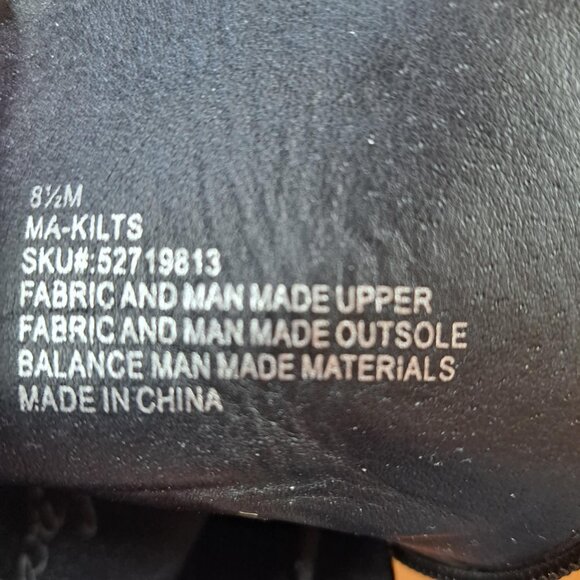 8½M
MA-KILTS
SKU#:52719813
FABRIC AND MAN MADE UPPER
FABRIC AND MAN MADE OUTSOLE
BALANCE MAN MADE MATERIALS
MADE IN CHINA